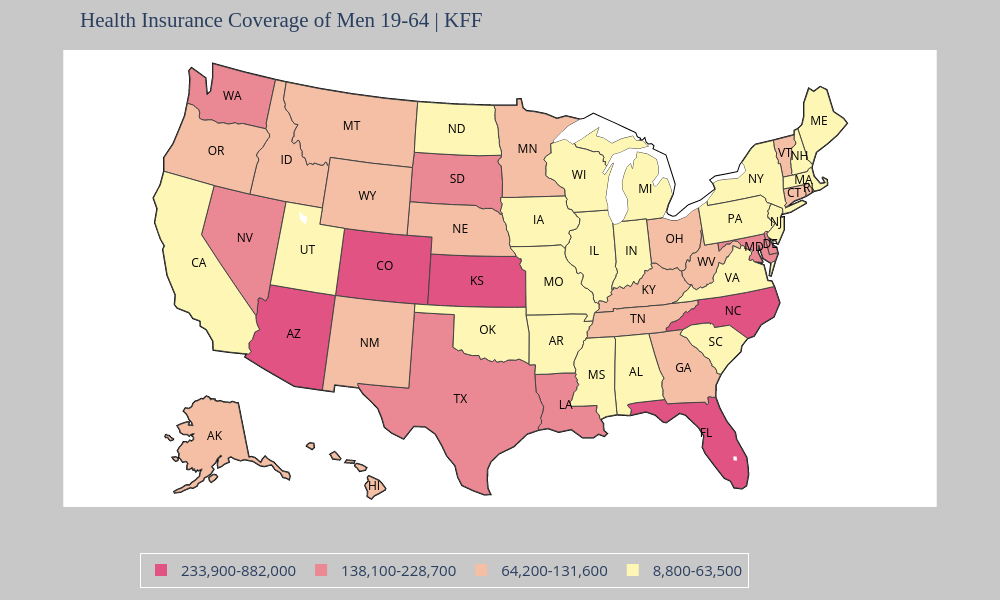 Health Insurance Coverage of Men 19-64 | KFF
WA
MT
ND
MN
ME
OR
ID
SD
WI
MI
VT
NH
NY
MA
WY
CT
RI
IA
NE
PA
NJ
NV
UT
CO
IL
IN
OH
MD
DE
CA
KS
MO
WV
VA
KY
AZ
NM
OK
AR
TN
NC
SC
TX
LA
MS
AL
GA
FL
AK
HI
233,900-882,000
138,100-228,700
64,200-131,600
8,800-63,500